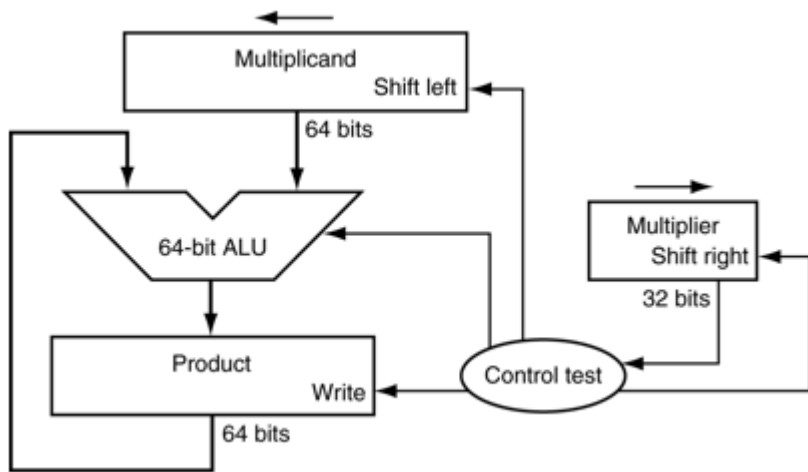 Multiplicand
Shift left
64 bits
64-bit ALU
Multiplier
Shift right
32 bits
Product
Write
Control test
64 bits